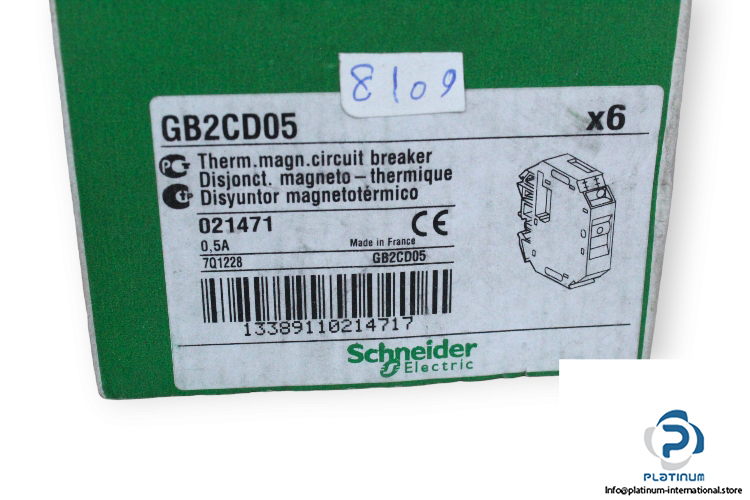 8109
GB2CD05 x6
Therm.magn.circuit breaker
Disjonct. magneto-thermique
Disyuntor magnetotérmico
021471 CE
0,5A Made in France
7Q1228 GB2CD05
13389110214717
Schneider
Electric
PLATINUM
Info@platinum-international.store